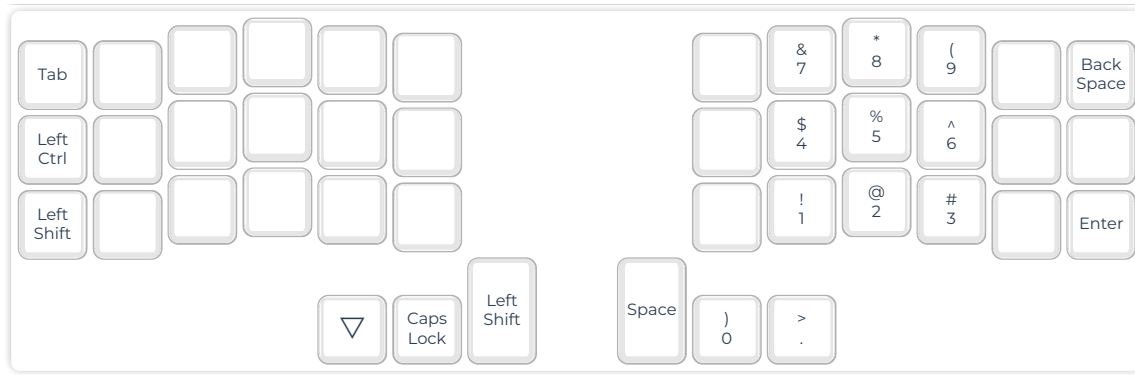 Tab
&
7
*
8
(
9
Back
Space
Left
Ctrl
$
4
%
5
^
6
Left
Shift
!
1
@
2
#
3
Enter
▽
Caps
Lock
Left
Shift
Space
)
0
>
.